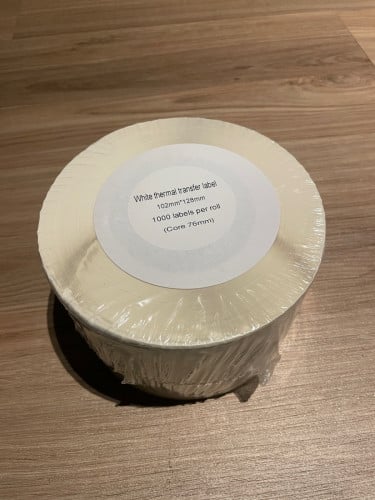 White thermal transfer label
102mm*128mm
1000 labels per roll
(Core 76mm)